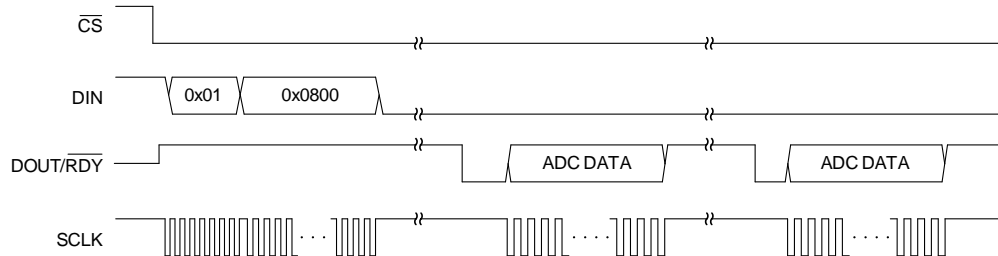 CS
DIN 0x01 0x0800
DOUT/RDY ADC DATA ADC DATA
SCLK